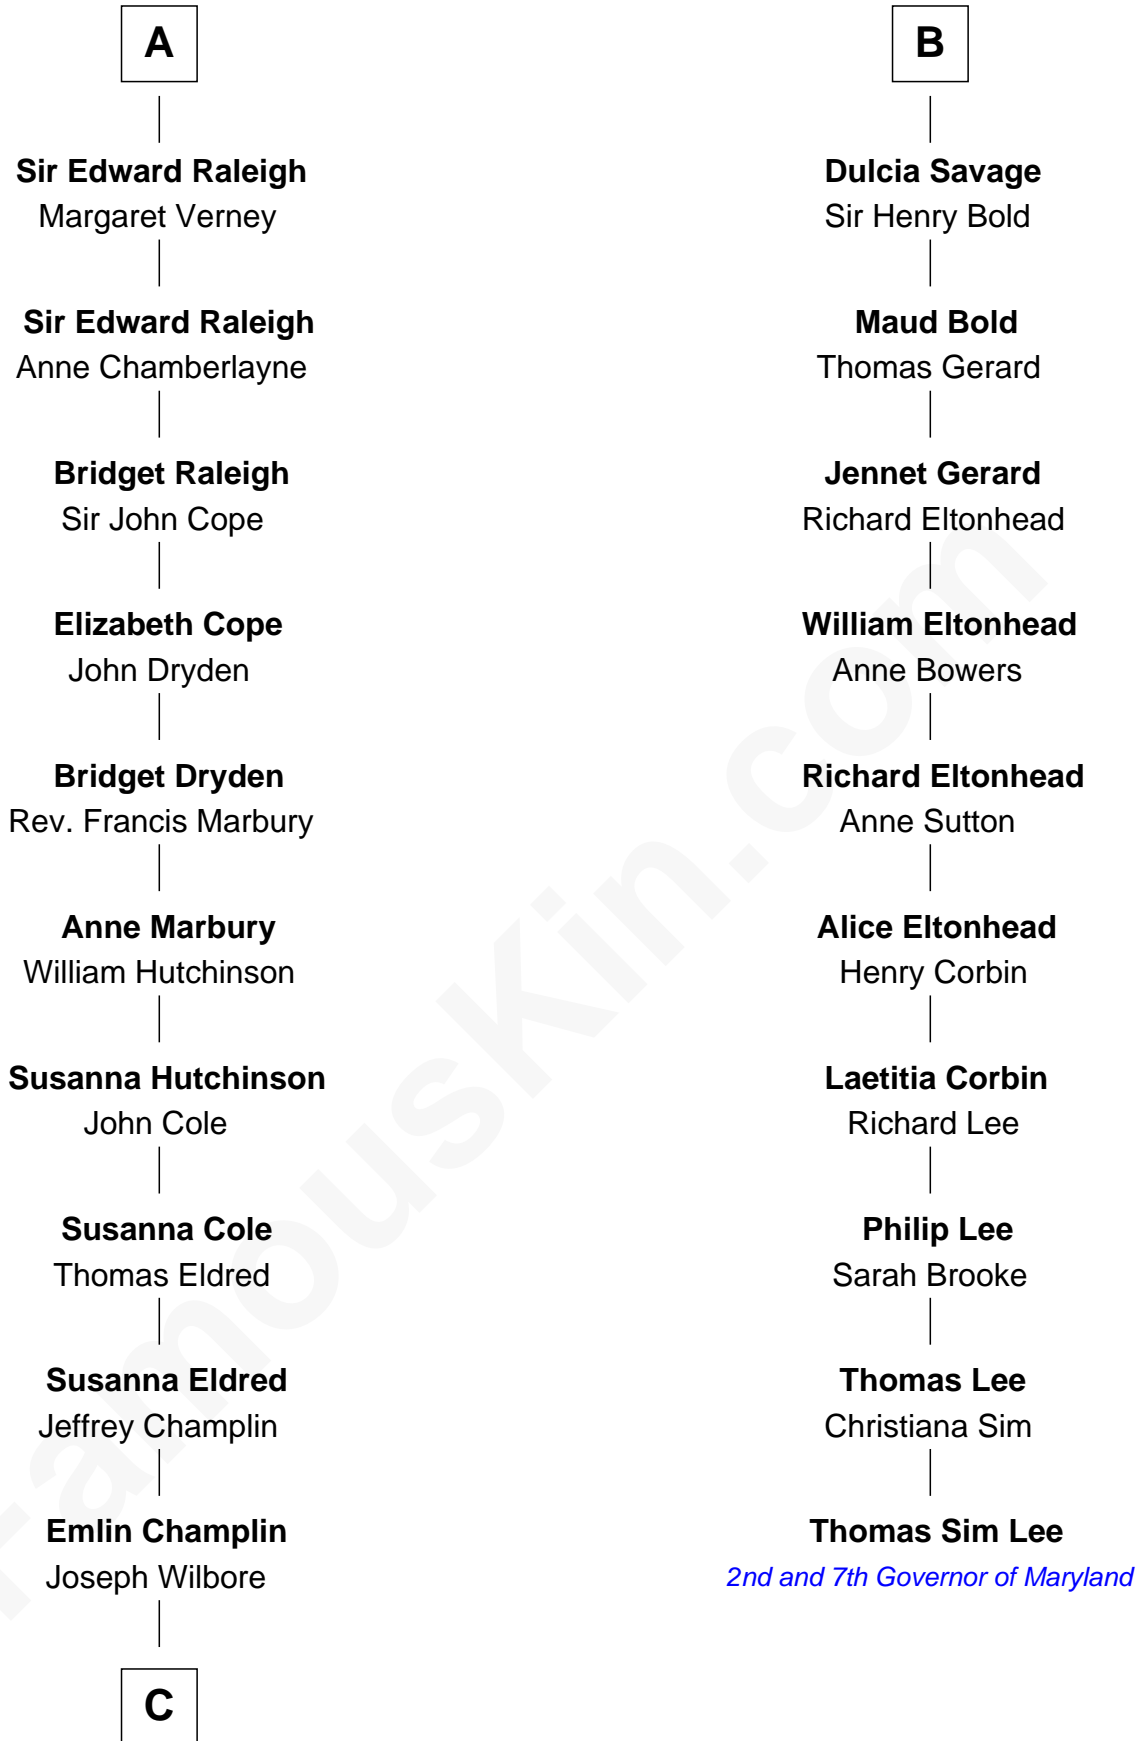 A
Sir Edward Raleigh
Margaret Verney
Sir Edward Raleigh
Anne Chamberlayne
Bridget Raleigh
Sir John Cope
Elizabeth Cope
John Dryden
Bridget Dryden
Rev. Francis Marbury
Anne Marbury
William Hutchinson
Susanna Hutchinson
John Cole
Susanna Cole
Thomas Eldred
Susanna Eldred
Jeffrey Champlin
Emlin Champlin
Joseph Wilbore
C
B
Dulcia Savage
Sir Henry Bold
Maud Bold
Thomas Gerard
Jennet Gerard
Richard Eltonhead
William Eltonhead
Anne Bowers
Richard Eltonhead
Anne Sutton
Alice Eltonhead
Henry Corbin
Laetitia Corbin
Richard Lee
Philip Lee
Sarah Brooke
Thomas Lee
Christiana Sim
Thomas Sim Lee
2nd and 7th Governor of Maryland
FamousKin.com